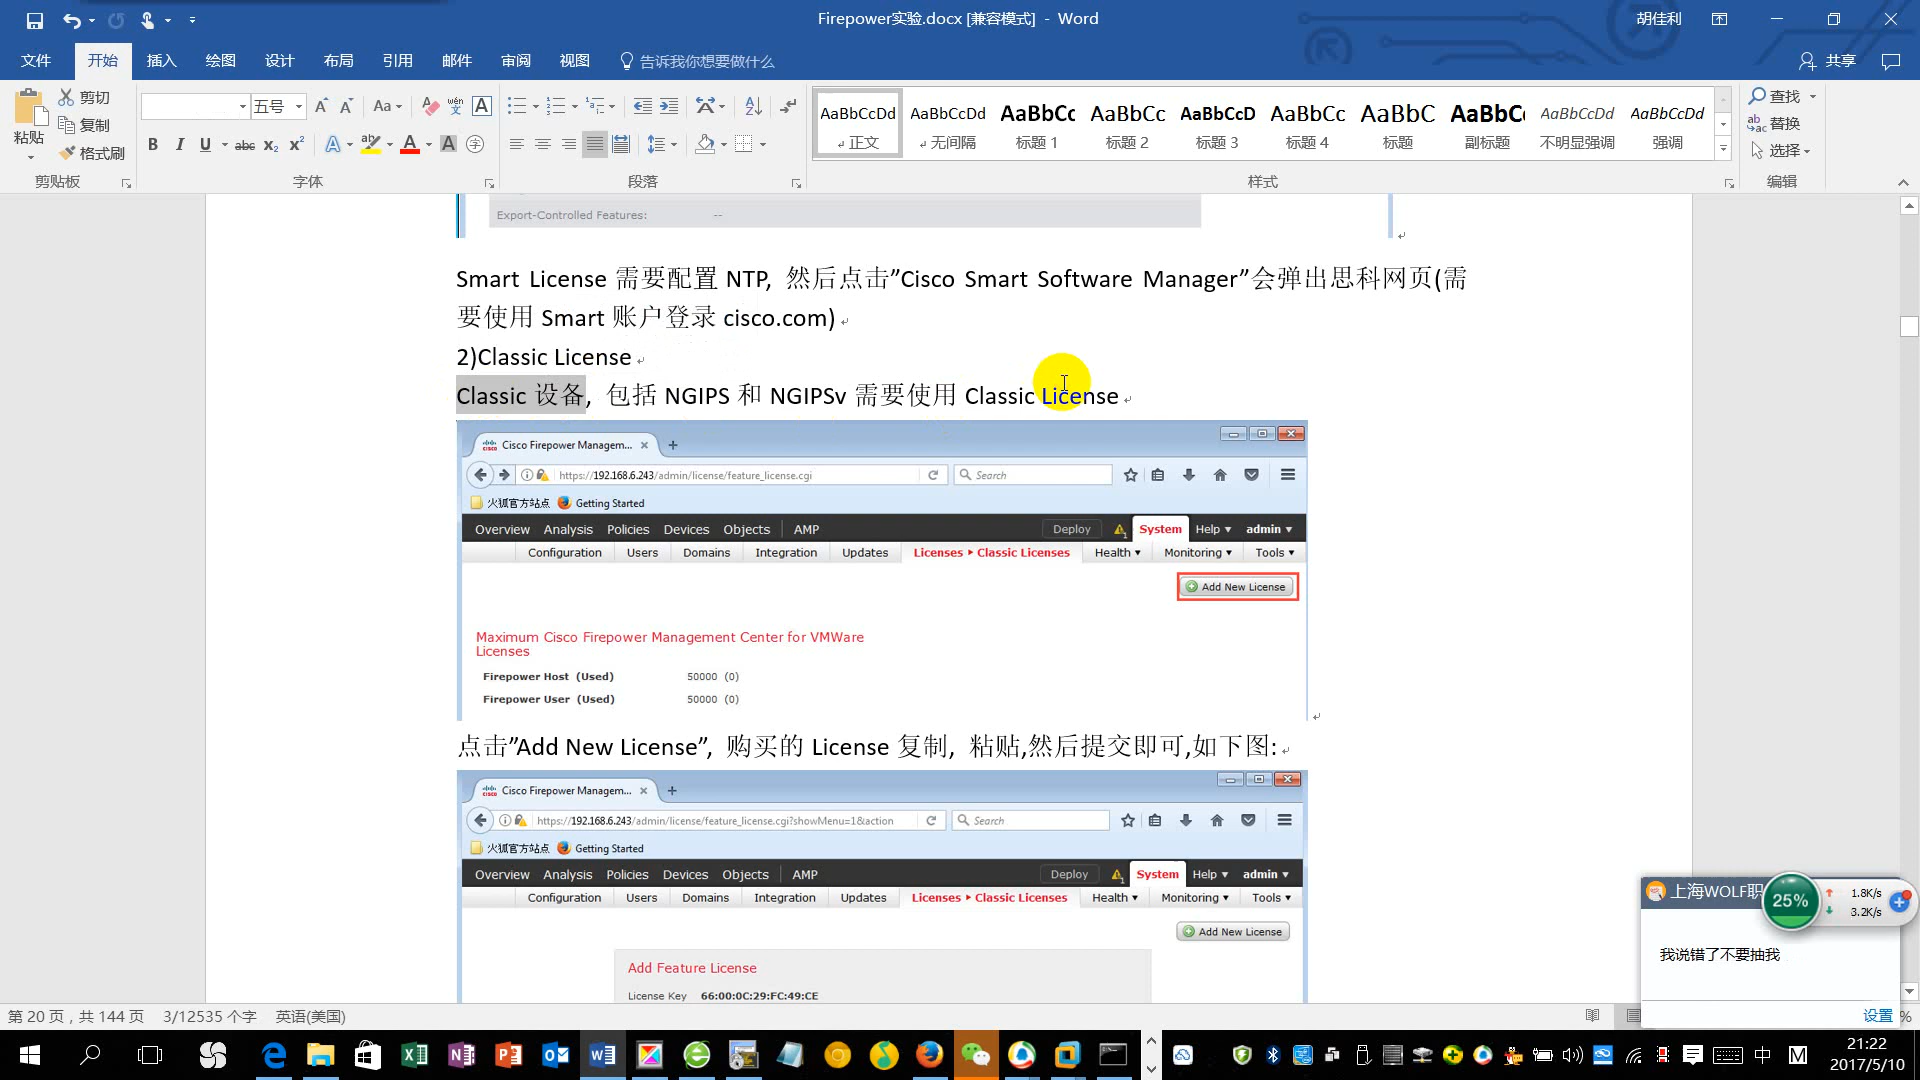 Firepower实验.docx [兼容模式] - Word
胡佳利
文件 开始 插入 绘图 设计 布局 引用 邮件 审阅 视图 告诉我你想要做什么
共享
粘贴 剪切 复制 格式刷
五号
AaBbCcDd AaBbCcDd AaBbCc AaBbCc AaBbCcD AaBbCc AaBbC AaBbC AaBbCcDd AaBbCcDd
正文 无间隔 标题 1 标题 2 标题 3 标题 4 标题 副标题 不明显强调 强调
查找 替换 选择
剪贴板 字体 段落 样式 编辑
Export-Controlled Features: --
Smart License 需要配置 NTP, 然后点击”Cisco Smart Software Manager”会弹出思科网页(需
要使用 Smart 账户登录 cisco.com)
2)Classic License
Classic 设备, 包括 NGIPS 和 NGIPSv 需要使用 Classic License
Cisco Firepower Managem...
https://192.168.6.243/admin/license/feature_license.cgi Search
火狐官方站点 Getting Started
Overview Analysis Policies Devices Objects AMP Deploy System Help admin
Configuration Users Domains Integration Updates Licenses Classic Licenses Health Monitoring Tools
Add New License
Maximum Cisco Firepower Management Center for VMWare
Licenses
Firepower Host (Used) 50000 (0)
Firepower User (Used) 50000 (0)
点击”Add New License”, 购买的 License 复制, 粘贴,然后提交即可,如下图:
Cisco Firepower Managem...
https://192.168.6.243/admin/license/feature_license.cgi?showMenu=1&action Search
火狐官方站点 Getting Started
Overview Analysis Policies Devices Objects AMP Deploy System Help admin
Configuration Users Domains Integration Updates Licenses Classic Licenses Health Monitoring Tools
Add New License
Add Feature License
License Key 66:00:0C:29:FC:49:CE
上海WOLF职
25% 1.8K/s
3.2K/s
我说错了不要抽我
设置
第 20 页，共 144 页 3/12535 个字 英语(美国)
中 M
21:22
2017/5/10